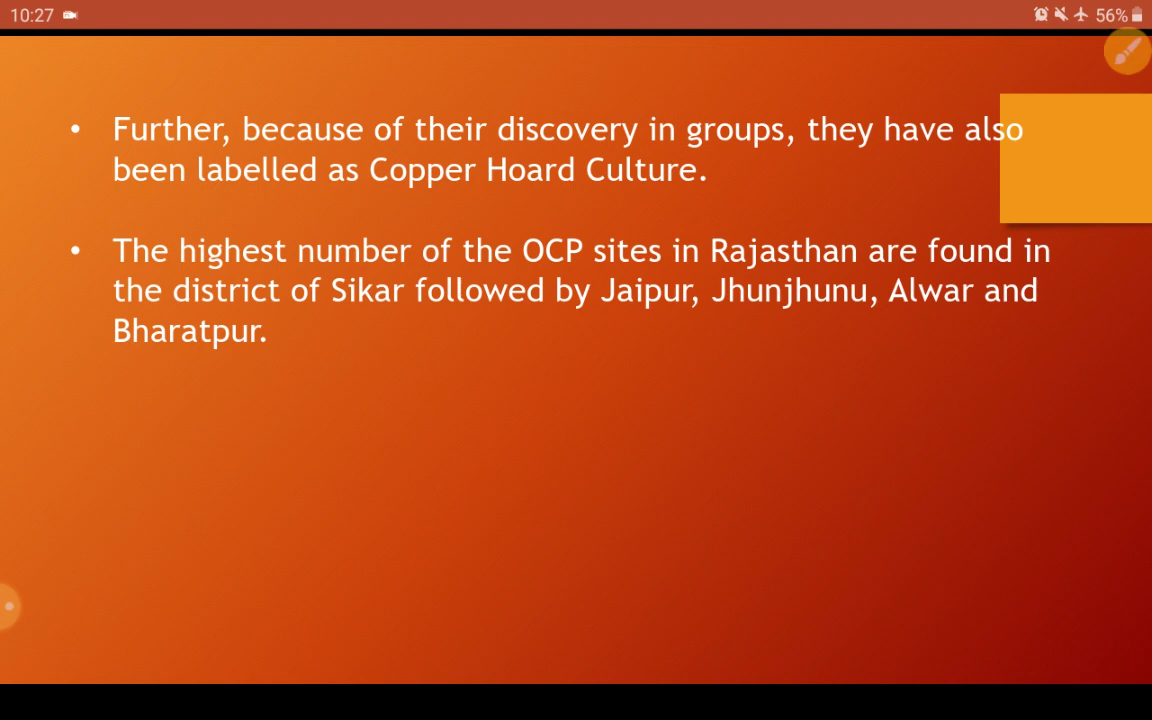 10:27
56%
• Further, because of their discovery in groups, they have also
been labelled as Copper Hoard Culture.
• The highest number of the OCP sites in Rajasthan are found in
the district of Sikar followed by Jaipur, Jhunjhunu, Alwar and
Bharatpur.